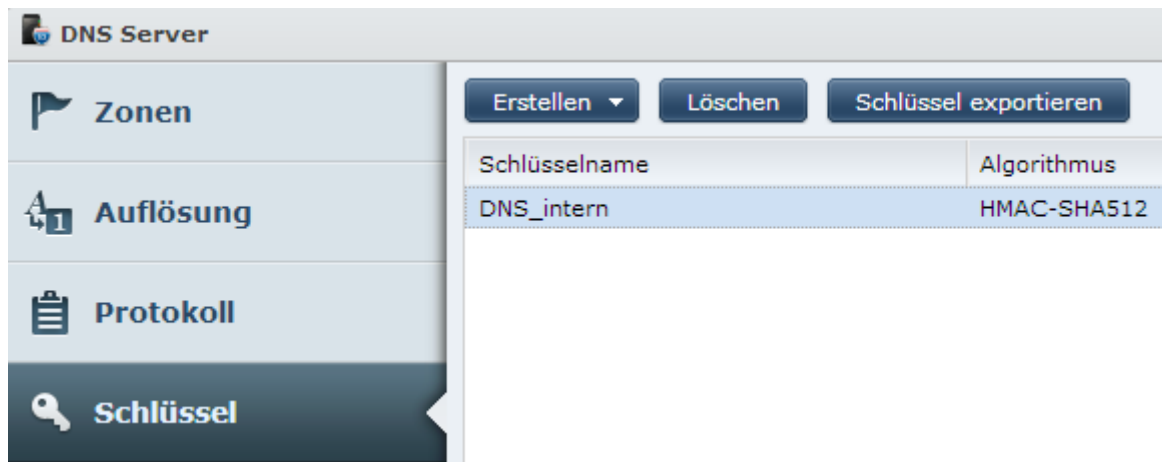 DNS Server
Zonen
Auflösung
Protokoll
Schlüssel
Erstellen Löschen Schlüssel exportieren
Schlüsselname Algorithmus
DNS_intern HMAC-SHA512